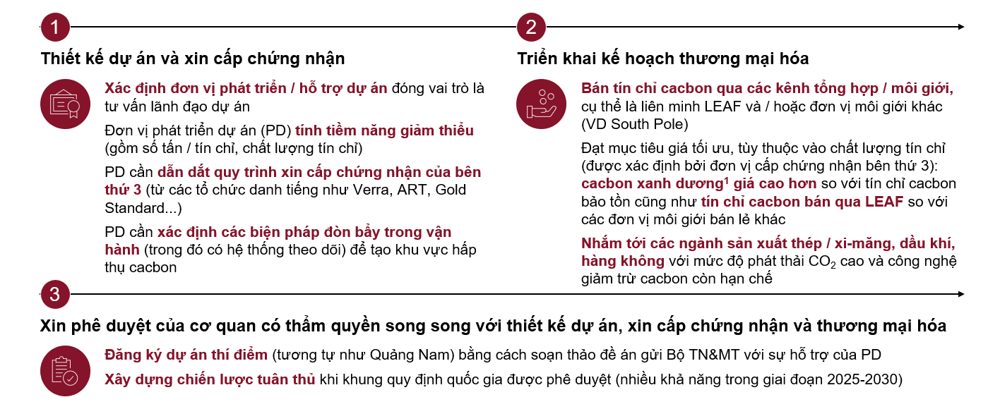 1
Thiết kế dự án và xin cấp chứng nhận
Xác định đơn vị phát triển / hỗ trợ dự án đóng vai trò là
tư vấn lãnh đạo dự án
Đơn vị phát triển dự án (PD) tính tiềm năng giảm thiểu
(gồm số tấn / tín chỉ, chất lượng tín chỉ)
PD cần dẫn dắt quy trình xin cấp chứng nhận của bên
thứ 3 (từ các tổ chức danh tiếng như Verra, ART, Gold
Standard...)
PD cần xác định các biện pháp đòn bẩy trong vận
hành (trong đó có hệ thống theo dõi) để tạo khu vực hấp
thụ cacbon
2
Triển khai kế hoạch thương mại hóa
Bán tín chỉ cacbon qua các kênh tổng hợp / môi giới,
cụ thể là liên minh LEAF và / hoặc đơn vị môi giới khác
(VD South Pole)
Đạt mục tiêu giá tối ưu, tùy thuộc vào chất lượng tín chỉ
(được xác định bởi đơn vị cấp chứng nhận bên thứ 3):
cacbon xanh dương¹ giá cao hơn so với tín chỉ cacbon
bảo tồn cũng như tín chỉ cacbon bán qua LEAF so với
các đơn vị môi giới bán lẻ khác
Nhắm tới các ngành sản xuất thép / xi-măng, dầu khí,
hàng không với mức độ phát thải CO₂ cao và công nghệ
giảm trừ cacbon còn hạn chế
3
Xin phê duyệt của cơ quan có thẩm quyền song song với thiết kế dự án, xin cấp chứng nhận và thương mại hóa
Đăng ký dự án thí điểm (tương tự như Quảng Nam) bằng cách soạn thảo đề án gửi Bộ TN&MT với sự hỗ trợ của PD
Xây dựng chiến lược tuân thủ khi khung quy định quốc gia được phê duyệt (nhiều khả năng trong giai đoạn 2025-2030)